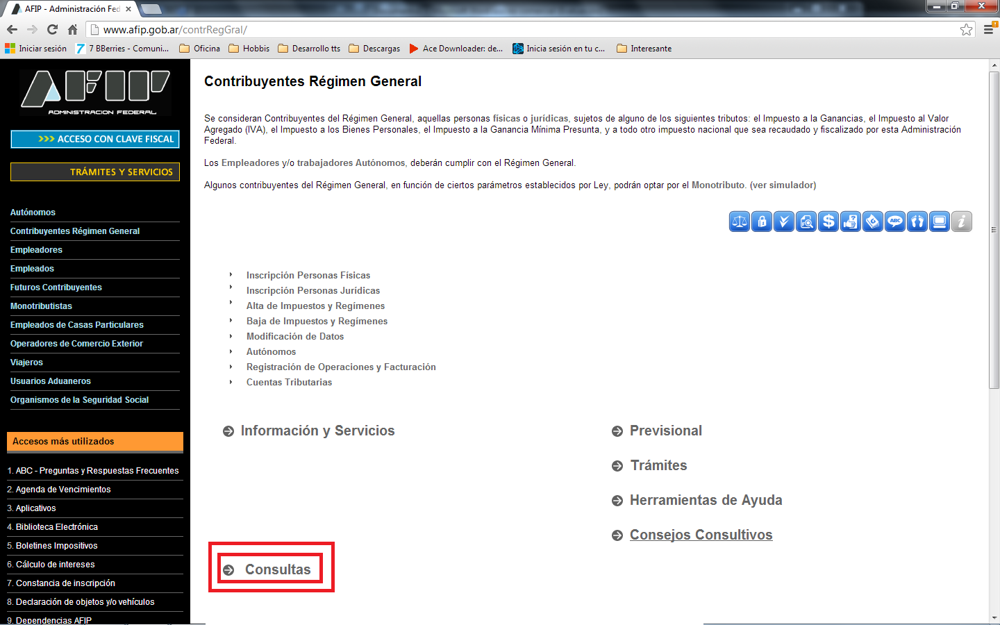 AFIP - Administración Fed
www.afip.gob.ar/contrRegGral/
Iniciar sesión
7 BBerries - Comuni...
Oficina
Hobbis
Desarrollo tts
Descargas
Ace Downloader: de...
Inicia sesión en tu c...
Interesante
AFIP
ADMINISTRACION FEDERAL
>>> ACCESO CON CLAVE FISCAL
TRÁMITES Y SERVICIOS
Autónomos
Contribuyentes Régimen General
Empleadores
Empleados
Futuros Contribuyentes
Monotributistas
Empleados de Casas Particulares
Operadores de Comercio Exterior
Viajeros
Usuarios Aduaneros
Organismos de la Seguridad Social
Accesos más utilizados
1. ABC - Preguntas y Respuestas Frecuentes
2. Agenda de Vencimientos
3. Aplicativos
4. Biblioteca Electrónica
5. Boletines Impositivos
6. Cálculo de intereses
7. Constancia de inscripción
8. Declaración de objetos y/o vehículos
9. Dependencias AFIP
Contribuyentes Régimen General
Se consideran Contribuyentes del Régimen General, aquellas personas físicas o jurídicas, sujetos de alguno de los siguientes tributos: el Impuesto a la Ganancias, el Impuesto al Valor
Agregado (IVA), el Impuesto a los Bienes Personales, el Impuesto a la Ganancia Mínima Presunta, y a todo otro impuesto nacional que sea recaudado y fiscalizado por esta Administración
Federal.
Los Empleadores y/o trabajadores Autónomos, deberán cumplir con el Régimen General.
Algunos contribuyentes del Régimen General, en función de ciertos parámetros establecidos por Ley, podrán optar por el Monotributo. (ver simulador)
ABC
Inscripción Personas Físicas
Inscripción Personas Jurídicas
Alta de Impuestos y Regímenes
Baja de Impuestos y Regímenes
Modificación de Datos
Autónomos
Registración de Operaciones y Facturación
Cuentas Tributarias
Información y Servicios
Previsional
Trámites
Herramientas de Ayuda
Consejos Consultivos
Consultas